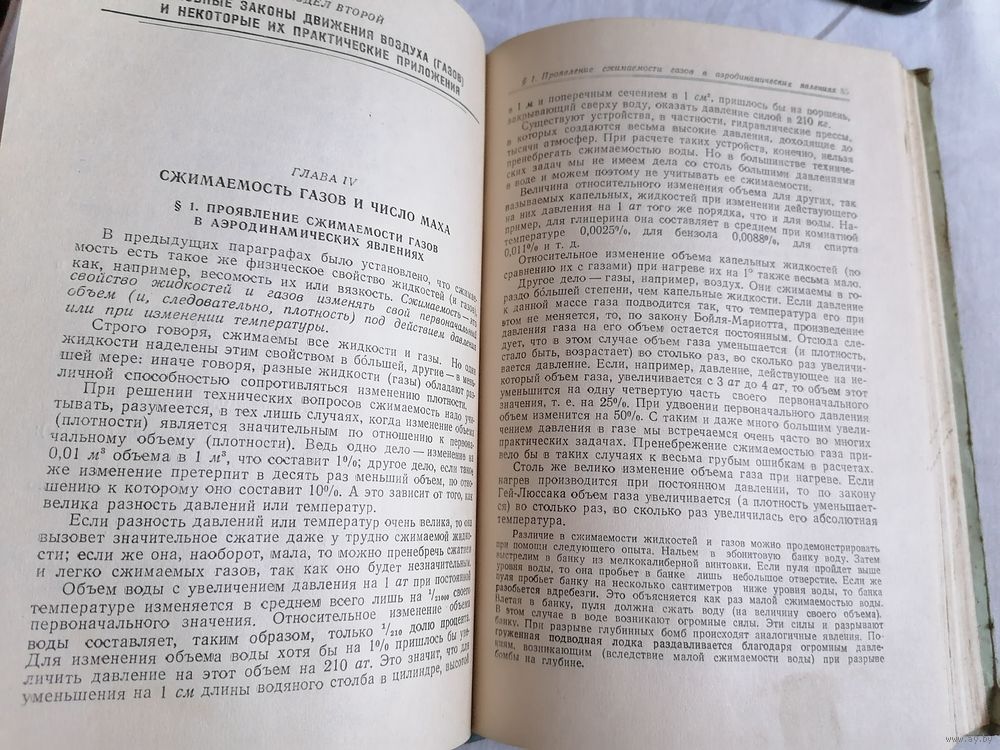 ДЕЛ ВТОРОЙ
ВНЫЕ ЗАКОНЫ ДВИЖЕНИЯ ВОЗДУХА (ГАЗОВ)
И НЕКОТОРЫЕ ИХ ПРАКТИЧЕСКИЕ ПРИЛОЖЕНИЯ
ГЛАВА IV
СЖИМАЕМОСТЬ ГАЗОВ И ЧИСЛО МАХА
§ 1. ПРОЯВЛЕНИЕ СЖИМАЕМОСТИ ГАЗОВ
В АЭРОДИНАМИЧЕСКИХ ЯВЛЕНИЯХ
В предыдущих параграфах было установлено, что сжимае-
мость есть такое же физическое свойство жидкостей (и газов),
как, например, весомость их или вязкость. Сжимаемость — это
свойство жидкостей и газов изменять свой первоначальный
объем (и, следовательно, плотность) под действием давления
или при изменении температуры.
Строго говоря, сжимаемы все жидкости и газы. Но одни
жидкости наделены этим свойством в бо́льшей, другие — в мень-
шей мере: иначе говоря, разные жидкости (газы) обладают раз-
личной способностью сопротивляться изменению плотности.
При решении технических вопросов сжимаемость надо учи-
тывать, разумеется, в тех лишь случаях, когда изменение объема
(плотности) является значительным по отношению к первона-
чальному объему (плотности). Ведь одно дело — изменение на
0,01 м³ объема в 1 м³, что составит 1%; другое дело, если такое
же изменение претерпит в десять раз меньший объем, по отно-
шению к которому оно составит 10%. А это зависит от того, как
велика разность давлений или температур.
Если разность давлений или температур очень велика, то она
вызовет значительное сжатие даже у трудно сжимаемой жидко-
сти; если же она, наоборот, мала, то можно пренебречь сжатием
и легко сжимаемых газов, так как оно будет незначительным.
Объем воды с увеличением давления на 1 ат при постоянной
температуре изменяется в среднем всего лишь на 1/21000 своего
первоначального значения. Относительное изменение объема
воды составляет, таким образом, только 1/210 долю процента.
Для изменения объема воды хотя бы на 1% пришлось бы уве-
личить давление на этот объем на 210 ат. Это значит, что для
уменьшения на 1 см длины водяного столба в цилиндре, высотой
§ 1. Проявление сжимаемости газов в аэродинамических явлениях 85
в 1 м и поперечным сечением в 1 см², пришлось бы на поршень,
закрывающий сверху воду, оказать давление силой в 210 кг.
Существуют устройства, в частности, гидравлические прессы,
в которых создаются весьма высокие давления, доходящие до
тысячи атмосфер. При расчете таких устройств, конечно, нельзя
пренебрегать сжимаемостью воды. Но в большинстве техниче-
ских задач мы не имеем дела со столь большими давлениями
в воде и можем поэтому не учитывать ее сжимаемости.
Величина относительного изменения объема для других, так
называемых капельных, жидкостей при изменении действующего
на них давления на 1 ат того же порядка, что и для воды. На-
пример, для глицерина она составляет в среднем при комнатной
температуре 0,0025%, для бензола 0,0088%, для спирта
0,011% и т. д.
Относительное изменение объема капельных жидкостей (по
сравнению их с газами) при нагреве их на 1° также весьма мало.
Другое дело — газы, например, воздух. Они сжимаемы в го-
раздо бо́льшей степени, чем капельные жидкости. Если давление
к данной массе газа подводится так, что температура его при
этом не меняется, то, по закону Бойля-Мариотта, произведение
давления газа на его объем остается постоянным. Отсюда сле-
дует, что в этом случае объем газа уменьшается (и плотность,
стало быть, возрастает) во столько раз, во сколько раз увеличи-
вается давление. Если, например, давление, действующее на не-
который объем газа, увеличивается с 3 ат до 4 ат, то объем этот
уменьшится на одну четвертую часть своего первоначального
значения, т. е. на 25%. При удвоении первоначального давления
объем изменится на 50%. С таким и даже много большим увели-
чением давления в газе мы встречаемся очень часто во многих
практических задачах. Пренебрежение сжимаемостью газа при-
вело бы в таких случаях к весьма грубым ошибкам в расчетах.
Столь же велико изменение объема газа при нагреве. Если
нагрев производится при постоянном давлении, то по закону
Гей-Люссака объем газа увеличивается (а плотность уменьшает-
ся) во столько раз, во сколько раз увеличилась его абсолютная
температура.
Различие в сжимаемости жидкостей и газов можно продемонстрировать
при помощи следующего опыта. Нальем в эбонитовую банку воду. Затем
выстрелим в банку из мелкокалиберной винтовки. Если пуля пройдет выше
уровня воды, то она пробьет в банке лишь небольшое отверстие. Если же
пуля пробьет банку на несколько сантиметров ниже уровня воды, то банка
разобьется вдребезги. Это объясняется как раз малой сжимаемостью воды.
Влетая в банку, пуля должна сжать воду (на величину своего объема).
В этом случае в воде возникают огромные силы. Эти силы и разрывают
банку. При разрыве глубинных бомб происходят аналогичные явления. По-
груженная подводная лодка раздавливается благодаря огромным давле-
ниям, возникающим (вследствие малой сжимаемости воды) при разрыве
бомбы на глубине.
www.ay.by